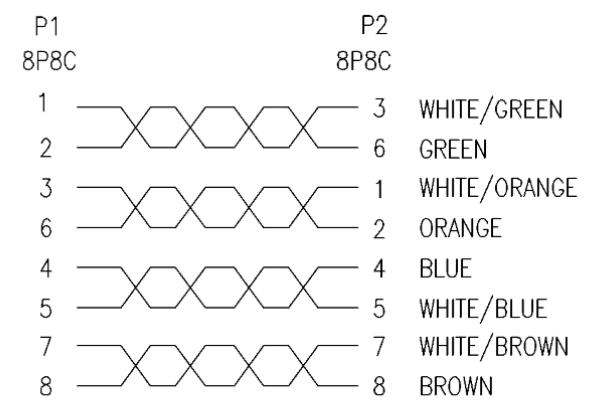 P1 P2
8P8C 8P8C
1 3 WHITE/GREEN
2 6 GREEN
3 1 WHITE/ORANGE
6 2 ORANGE
4 4 BLUE
5 5 WHITE/BLUE
7 7 WHITE/BROWN
8 8 BROWN